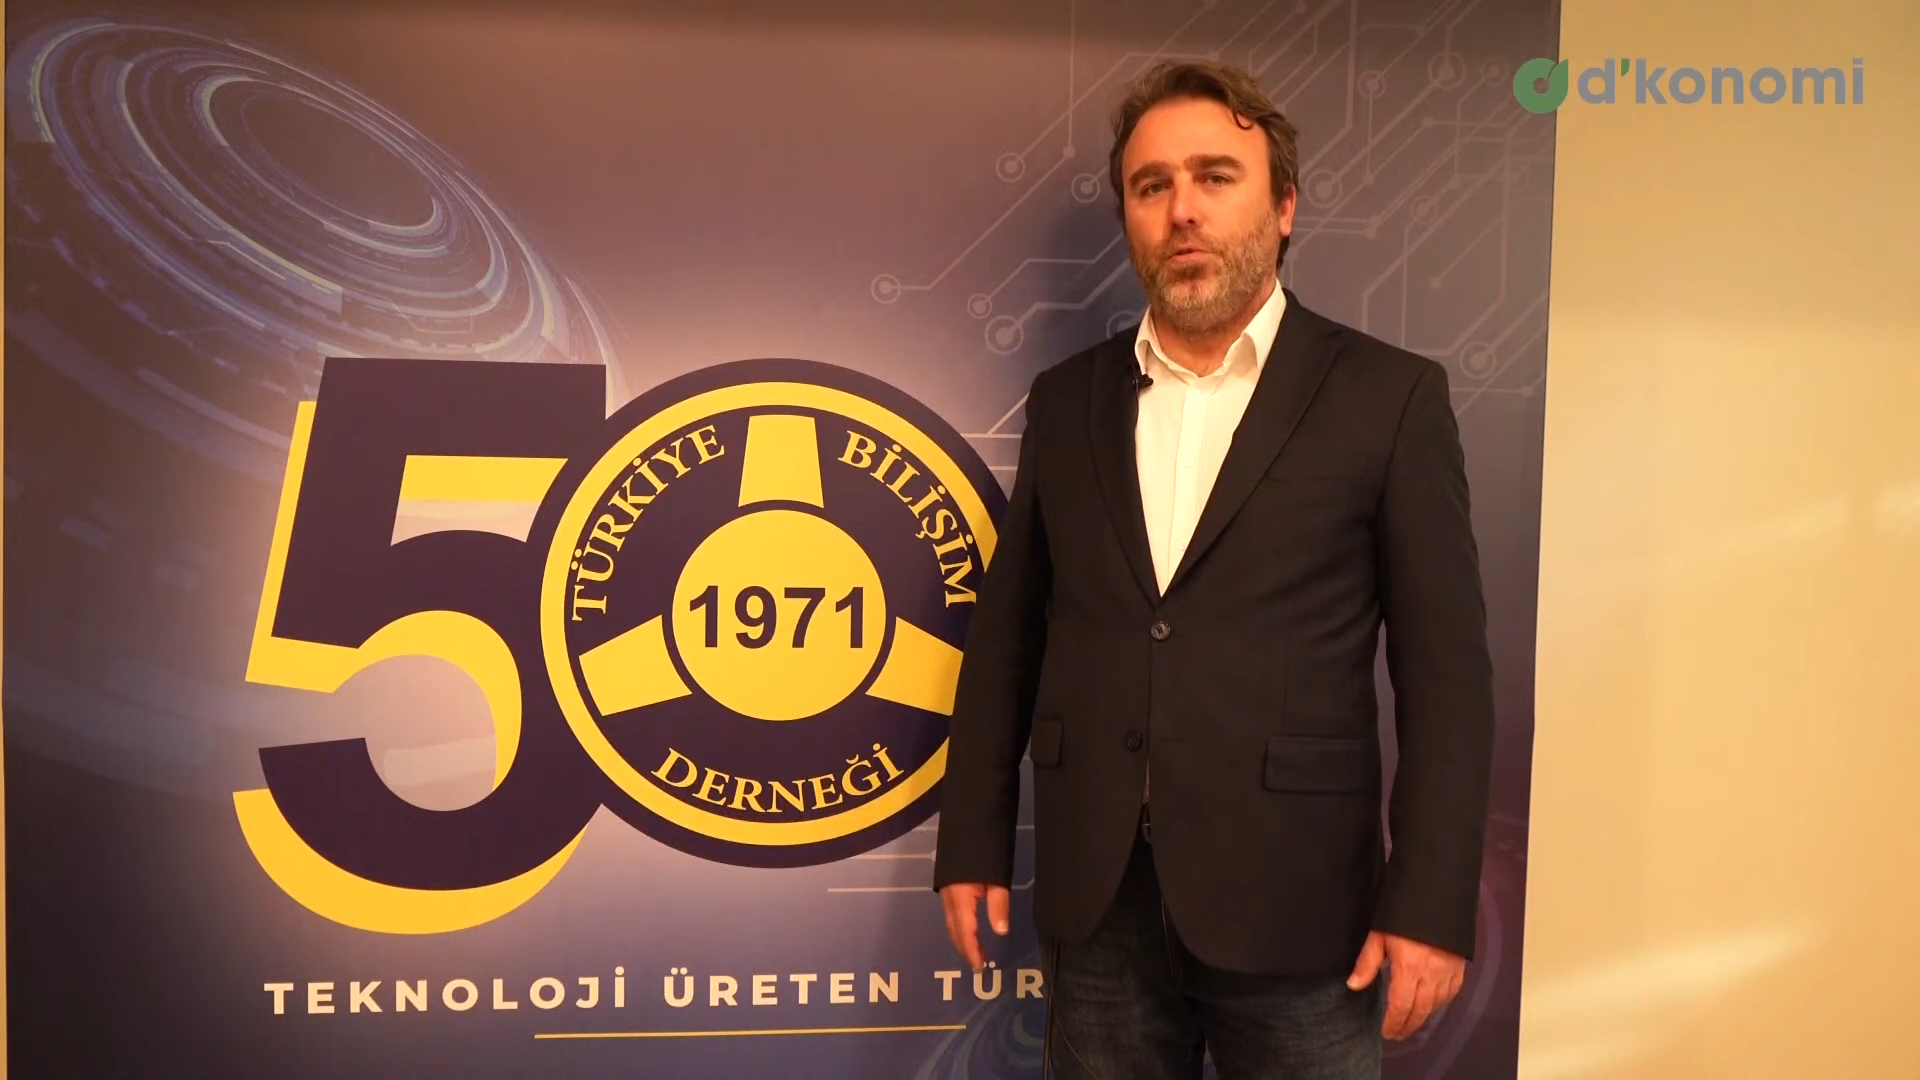 d'konomi
50
TÜRKİYE BİLİŞİM
1971
DERNEĞİ
TEKNOLOJİ ÜRETEN TÜR